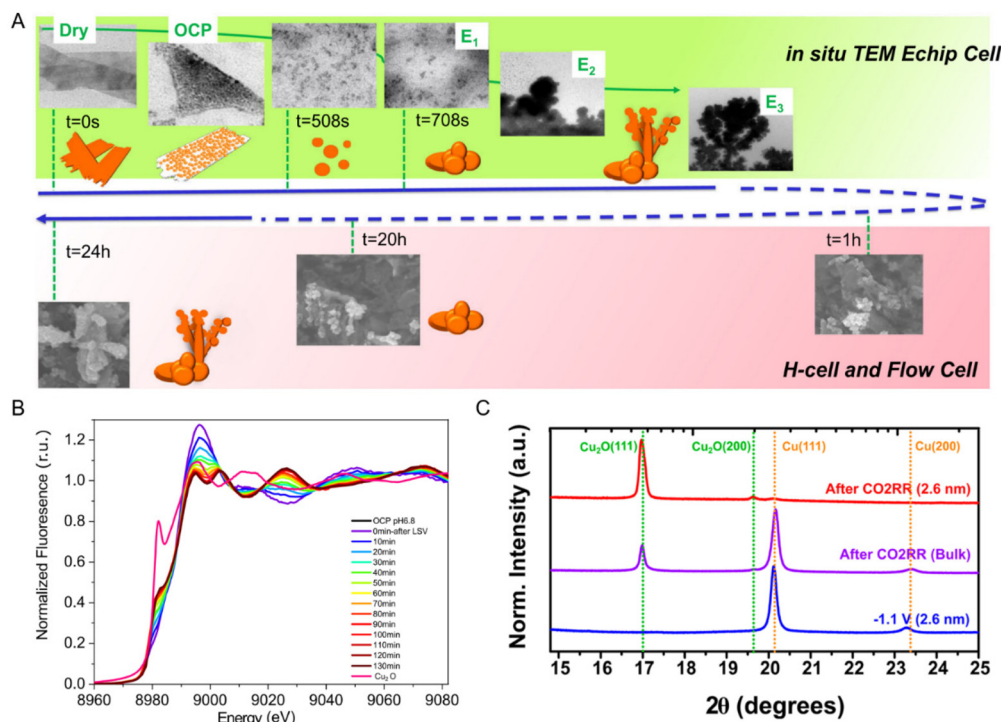 A
Dry
OCP
E1
E2
E3
in situ TEM Echip Cell
t=0s
t=508s
t=708s
t=24h
t=20h
t=1h
H-cell and Flow Cell
B
Normalized Fluoresence (r.u.)
1.2
1.0
0.8
0.6
0.4
0.2
0.0
OCP pH6.8
0min-after LSV
10min
20min
30min
40min
50min
60min
70min
80min
90min
100min
110min
120min
130min
Cu2 O
8960 8980 9000 9020 9040 9060 9080
Energy (eV)
C
Norm. Intensity (a.u.)
Cu2O(111) Cu2O(200) Cu(111) Cu(200)
After CO2RR (2.6 nm)
After CO2RR (Bulk)
-1.1 V (2.6 nm)
15 16 17 18 19 20 21 22 23 24 25
2θ (degrees)